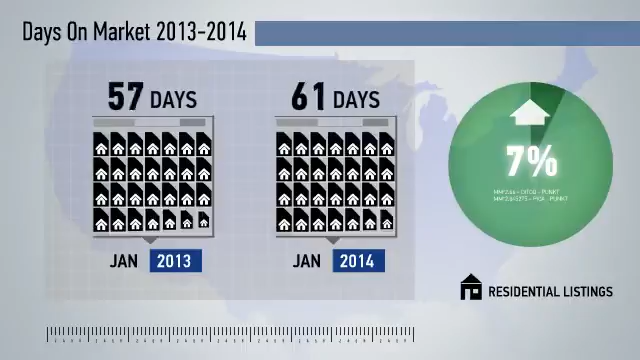 Days On Market 2013-2014
57 DAYS
61 DAYS
7%
JAN 2013
JAN 2014
RESIDENTIAL LISTINGS